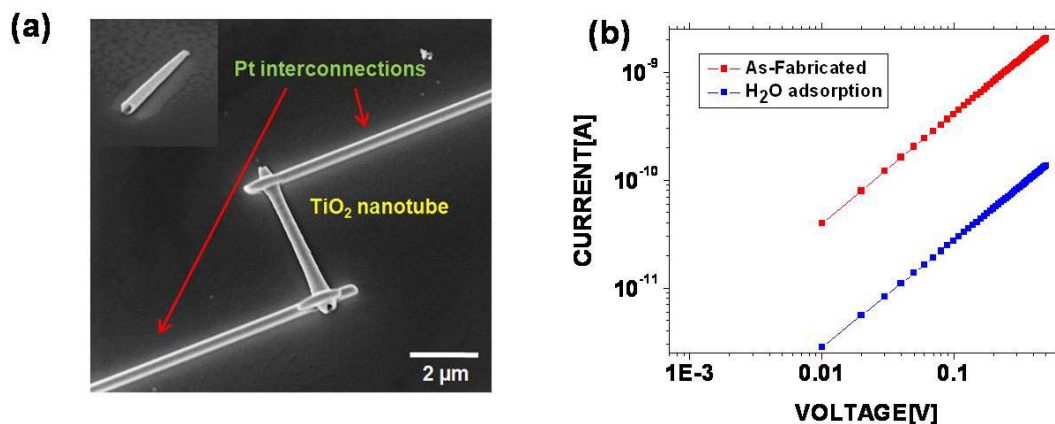 (a)
Pt interconnections
TiO₂ nanotube
2 µm
(b)
As-Fabricated
H₂O adsorption
CURRENT[A]
10⁻⁹
10⁻¹⁰
10⁻¹¹
1E-3
0.01
0.1
VOLTAGE[V]